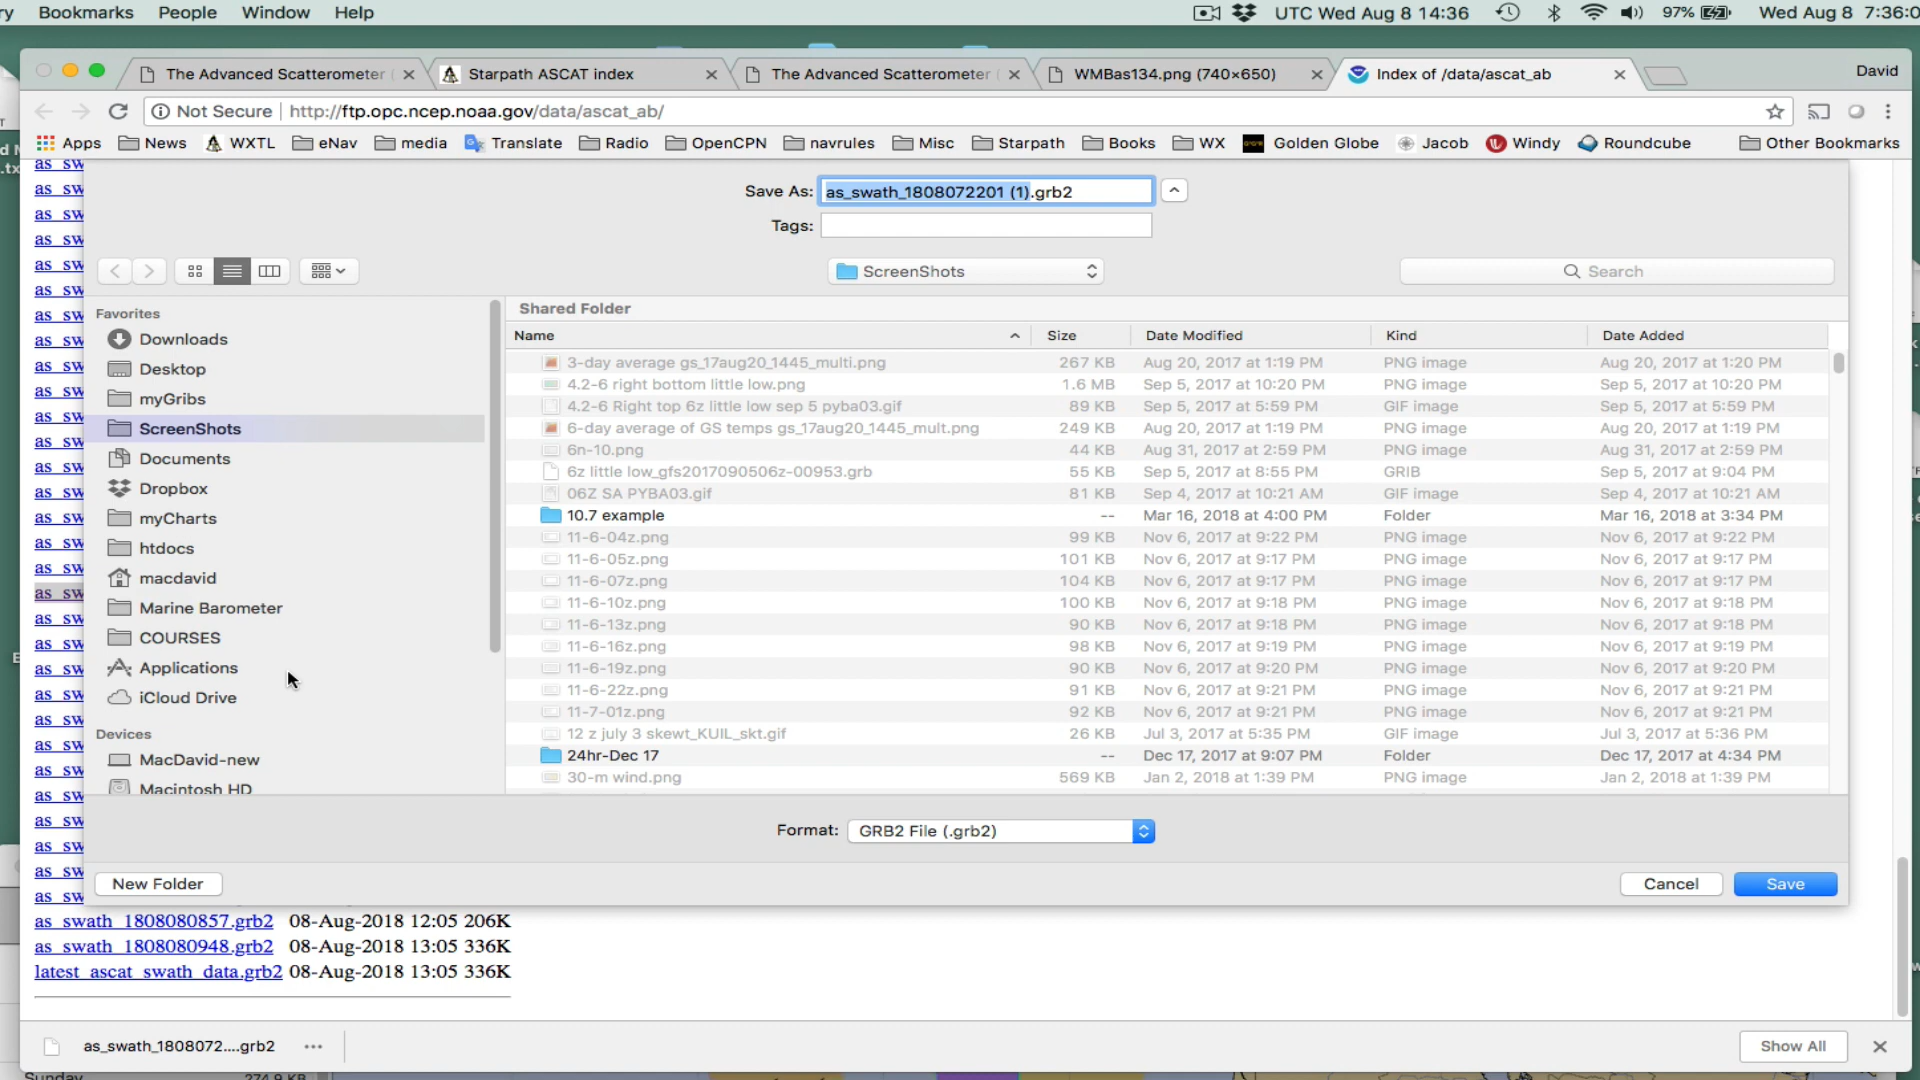 ry Bookmarks People Window Help UTC Wed Aug 8 14:36 97% Wed Aug 8 7:36:0
The Advanced Scatterometer ( Starpath ASCAT index The Advanced Scatterometer ( WMBas134.png (740×650) Index of /data/ascat_ab David
Not Secure http://ftp.opc.ncep.noaa.gov/data/ascat_ab/
Apps News WXTL eNav media Translate Radio OpenCPN navrules Misc Starpath Books WX Golden Globe Jacob Windy Roundcube Other Bookmarks
Save As: as_swath_1808072201 (1).grb2
Tags:
ScreenShots Search
Favorites
Downloads
Desktop
myGribs
ScreenShots
Documents
Dropbox
myCharts
htdocs
macdavid
Marine Barometer
COURSES
Applications
iCloud Drive
Devices
MacDavid-new
Macintosh HD
Shared Folder
Name Size Date Modified Kind Date Added
3-day average gs_17aug20_1445_multi.png 267 KB Aug 20, 2017 at 1:19 PM PNG image Aug 20, 2017 at 1:20 PM
4.2-6 right bottom little low.png 1.6 MB Sep 5, 2017 at 10:20 PM PNG image Sep 5, 2017 at 10:20 PM
4.2-6 Right top 6z little low sep 5 pyba03.gif 89 KB Sep 5, 2017 at 5:59 PM GIF image Sep 5, 2017 at 5:59 PM
6-day average of GS temps gs_17aug20_1445_mult.png 249 KB Aug 20, 2017 at 1:19 PM PNG image Aug 20, 2017 at 1:19 PM
6n-10.png 44 KB Aug 31, 2017 at 2:59 PM PNG image Aug 31, 2017 at 2:59 PM
6z little low_gfs2017090506z-00953.grb 55 KB Sep 5, 2017 at 8:55 PM GRIB Sep 5, 2017 at 9:04 PM
06Z SA PYBA03.gif 81 KB Sep 4, 2017 at 10:21 AM GIF image Sep 4, 2017 at 10:21 AM
10.7 example -- Mar 16, 2018 at 4:00 PM Folder Mar 16, 2018 at 3:34 PM
11-6-04z.png 99 KB Nov 6, 2017 at 9:22 PM PNG image Nov 6, 2017 at 9:22 PM
11-6-05z.png 101 KB Nov 6, 2017 at 9:17 PM PNG image Nov 6, 2017 at 9:17 PM
11-6-07z.png 104 KB Nov 6, 2017 at 9:17 PM PNG image Nov 6, 2017 at 9:17 PM
11-6-10z.png 100 KB Nov 6, 2017 at 9:18 PM PNG image Nov 6, 2017 at 9:18 PM
11-6-13z.png 90 KB Nov 6, 2017 at 9:18 PM PNG image Nov 6, 2017 at 9:18 PM
11-6-16z.png 98 KB Nov 6, 2017 at 9:19 PM PNG image Nov 6, 2017 at 9:19 PM
11-6-19z.png 90 KB Nov 6, 2017 at 9:20 PM PNG image Nov 6, 2017 at 9:20 PM
11-6-22z.png 91 KB Nov 6, 2017 at 9:21 PM PNG image Nov 6, 2017 at 9:21 PM
11-7-01z.png 92 KB Nov 6, 2017 at 9:21 PM PNG image Nov 6, 2017 at 9:21 PM
12 z july 3 skewt_KUIL_skt.gif 26 KB Jul 3, 2017 at 5:35 PM GIF image Jul 3, 2017 at 5:36 PM
24hr-Dec 17 -- Dec 17, 2017 at 9:07 PM Folder Dec 17, 2017 at 4:34 PM
30-m wind.png 569 KB Jan 2, 2018 at 1:39 PM PNG image Jan 2, 2018 at 1:39 PM
Format: GRB2 File (.grb2)
New Folder Cancel Save
as_swath_1808080857.grb2 08-Aug-2018 12:05 206K
as_swath_1808080948.grb2 08-Aug-2018 13:05 336K
latest_ascat_swath_data.grb2 08-Aug-2018 13:05 336K
as_swath_1808072....grb2 Show All
Sunday 274.9 KB